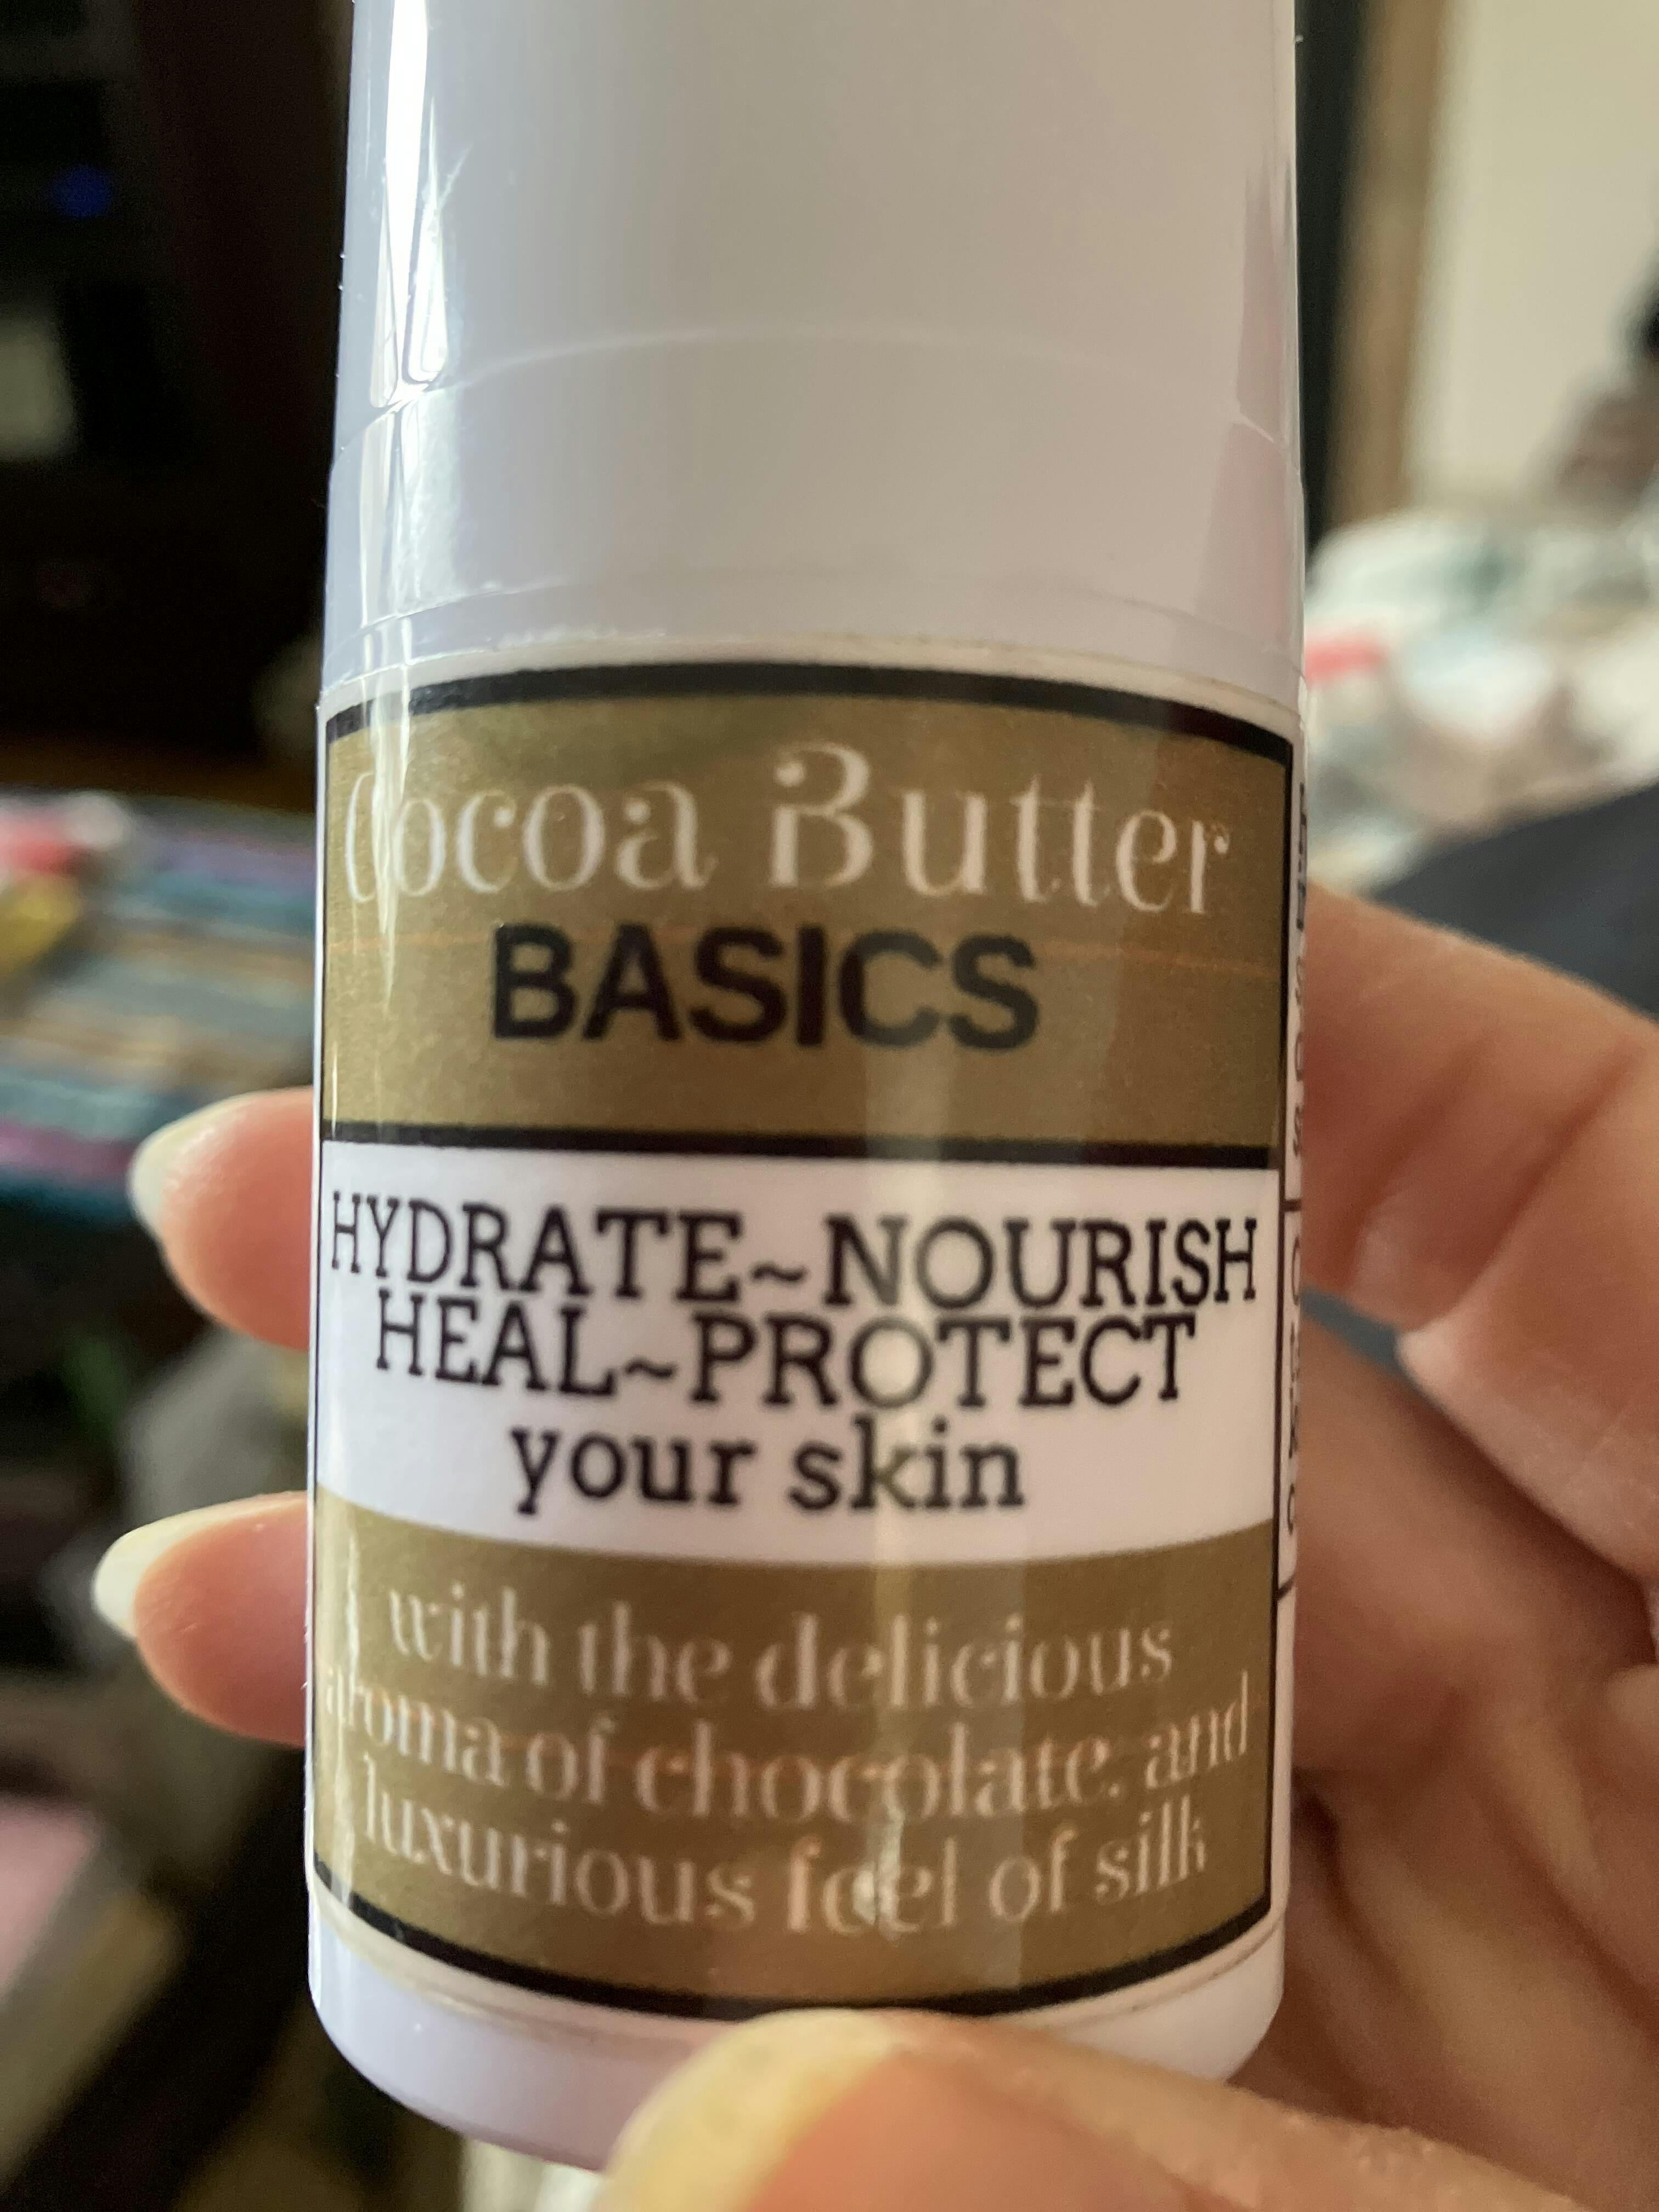 Cocoa Butter
BASICS
HYDRATE~NOURISH
HEAL~PROTECT
your skin
with the delicious
aroma of chocolate, and
luxurious feel of silk